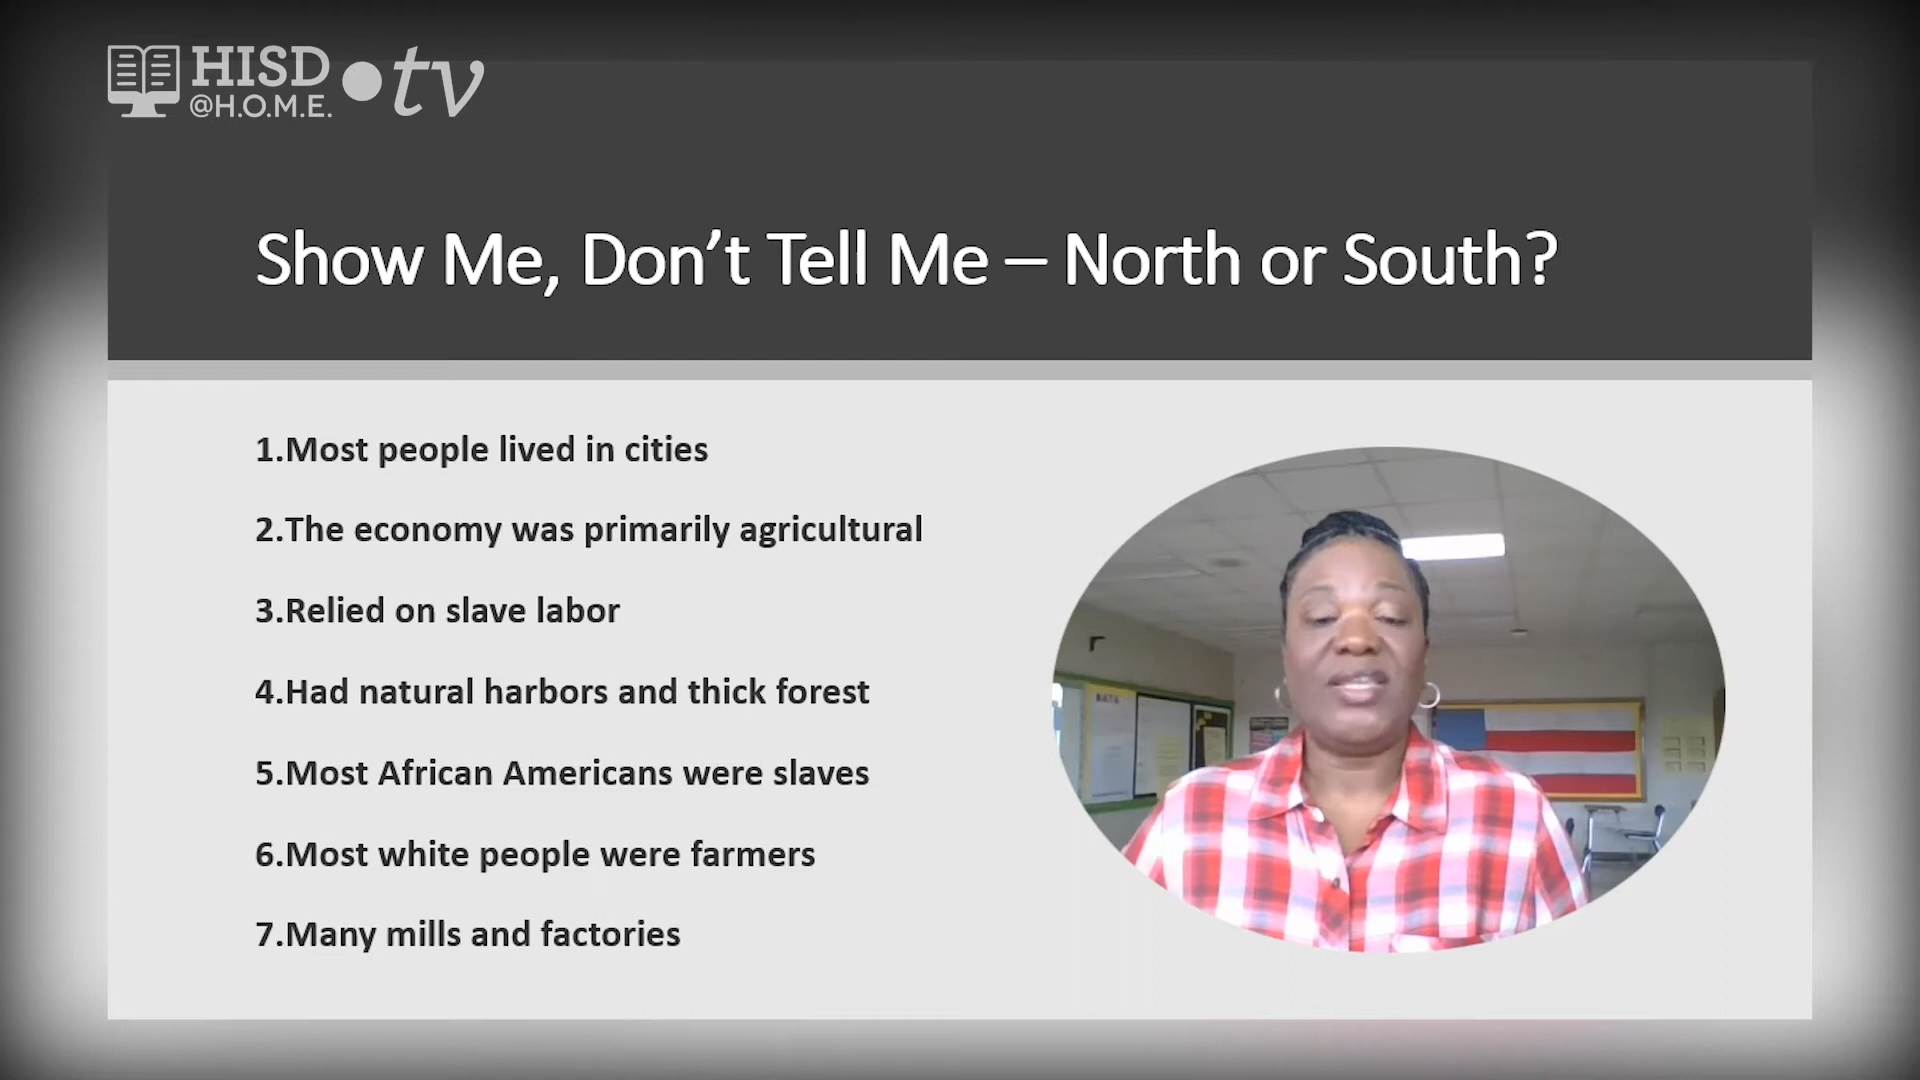 HISD
@H.O.M.E. tv
Show Me, Don't Tell Me – North or South?
1.Most people lived in cities
2.The economy was primarily agricultural
3.Relied on slave labor
4.Had natural harbors and thick forest
5.Most African Americans were slaves
6.Most white people were farmers
7.Many mills and factories